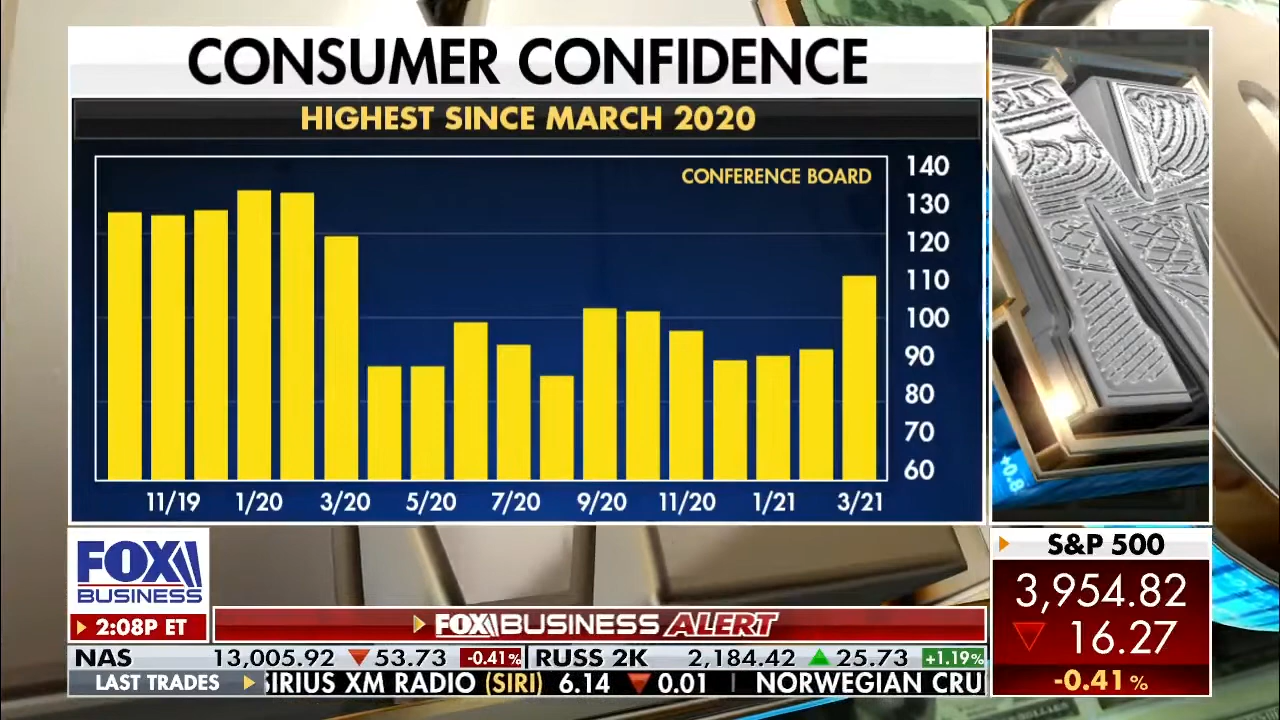 CONSUMER CONFIDENCE
HIGHEST SINCE MARCH 2020
CONFERENCE BOARD
140
130
120
110
100
90
80
70
60
11/19 1/20 3/20 5/20 7/20 9/20 11/20 1/21 3/21
+0.8
FOX
BUSINESS
2:08P ET
FOX BUSINESS ALERT
S&P 500
3,954.82
16.27
-0.41%
NAS 13,005.92 53.73 -0.41% RUSS 2K 2,184.42 25.73 +1.19%
LAST TRADES SIRIUS XM RADIO (SIRI) 6.14 0.01 NORWEGIAN CRU